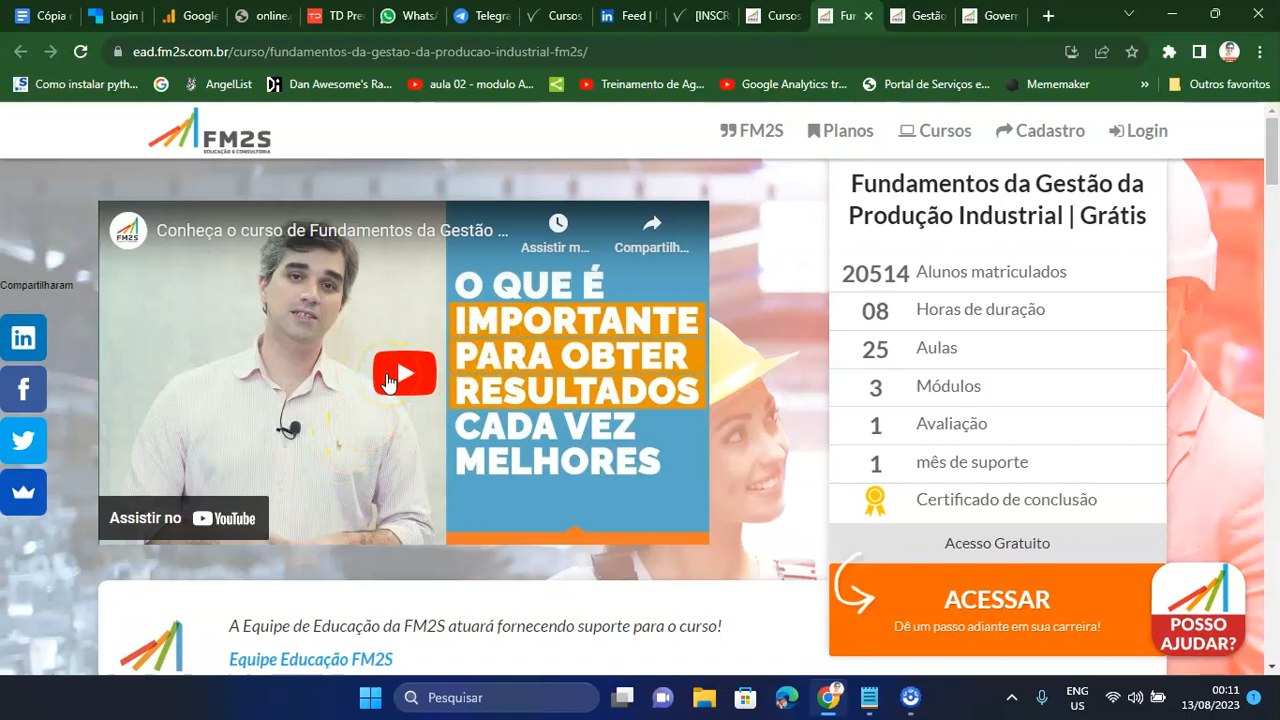 Cópia c
Load
Google
online.
TD Pre
WhatsA
Telegra
Cursos
Feed | l
[INSCR
Cursos
Fur
Gestão
Govern
ead.fm2s.com.br/curso/fundamentos-da-gestao-da-producao-industrial-fm2s/
Como instalar pyth...
AngelList
Dan Awesome's Ra...
aula 02 - modulo A...
Treinamento de Ag...
Google Analytics: tr...
Portal de Serviços e...
Mememaker
»
Outros favoritos
FM2S
EDUCAÇÃO & CONSULTORIA
FM2S
Planos
Cursos
Cadastro
Login
FM2S
Conheça o curso de Fundamentos da Gestão ...
Assistir m...
Compartilh...
O QUE É
IMPORTANTE
PARA OBTER
RESULTADOS
CADA VEZ
MELHORES
Assistir no YouTube
Compartilharam
Fundamentos da Gestão da
Produção Industrial | Grátis
20514 Alunos matriculados
08 Horas de duração
25 Aulas
3 Módulos
1 Avaliação
1 mês de suporte
Certificado de conclusão
Acesso Gratuito
ACESSAR
Dê um passo adiante em sua carreira!
POSSO
AJUDAR?
A Equipe de Educação da FM2S atuará fornecendo suporte para o curso!
Equipe Educação FM2S
Pesquisar
ENG
US
00:11
13/08/2023
1